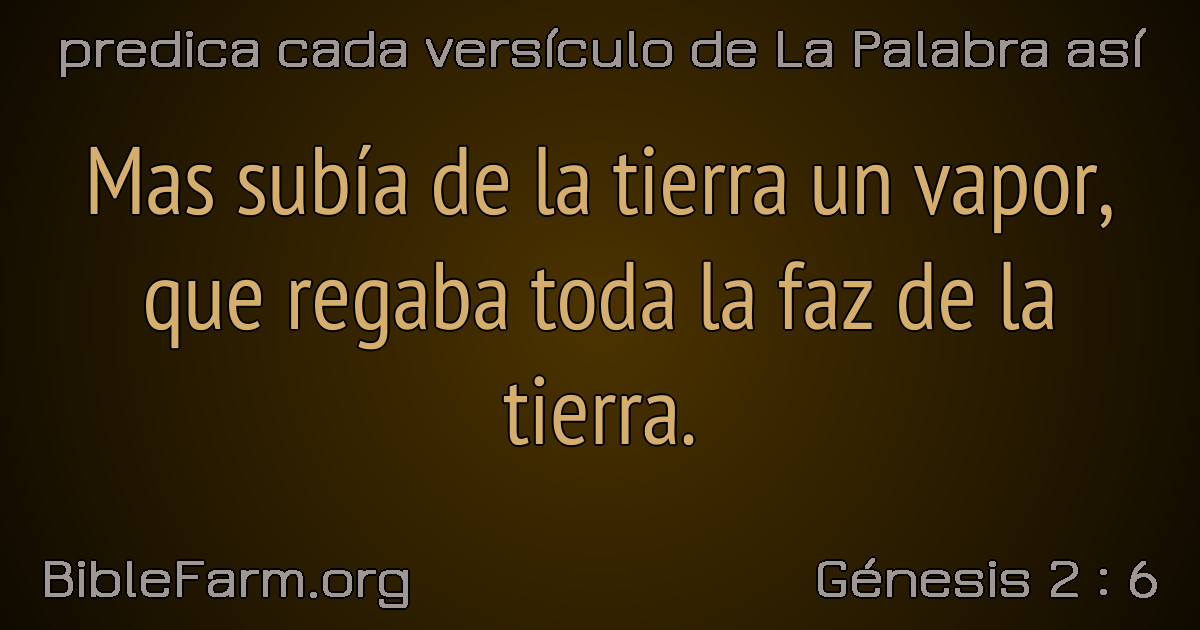 predica cada versículo de La Palabra así
Mas subía de la tierra un vapor,
que regaba toda la faz de la
tierra.
BibleFarm.org
Génesis 2 : 6